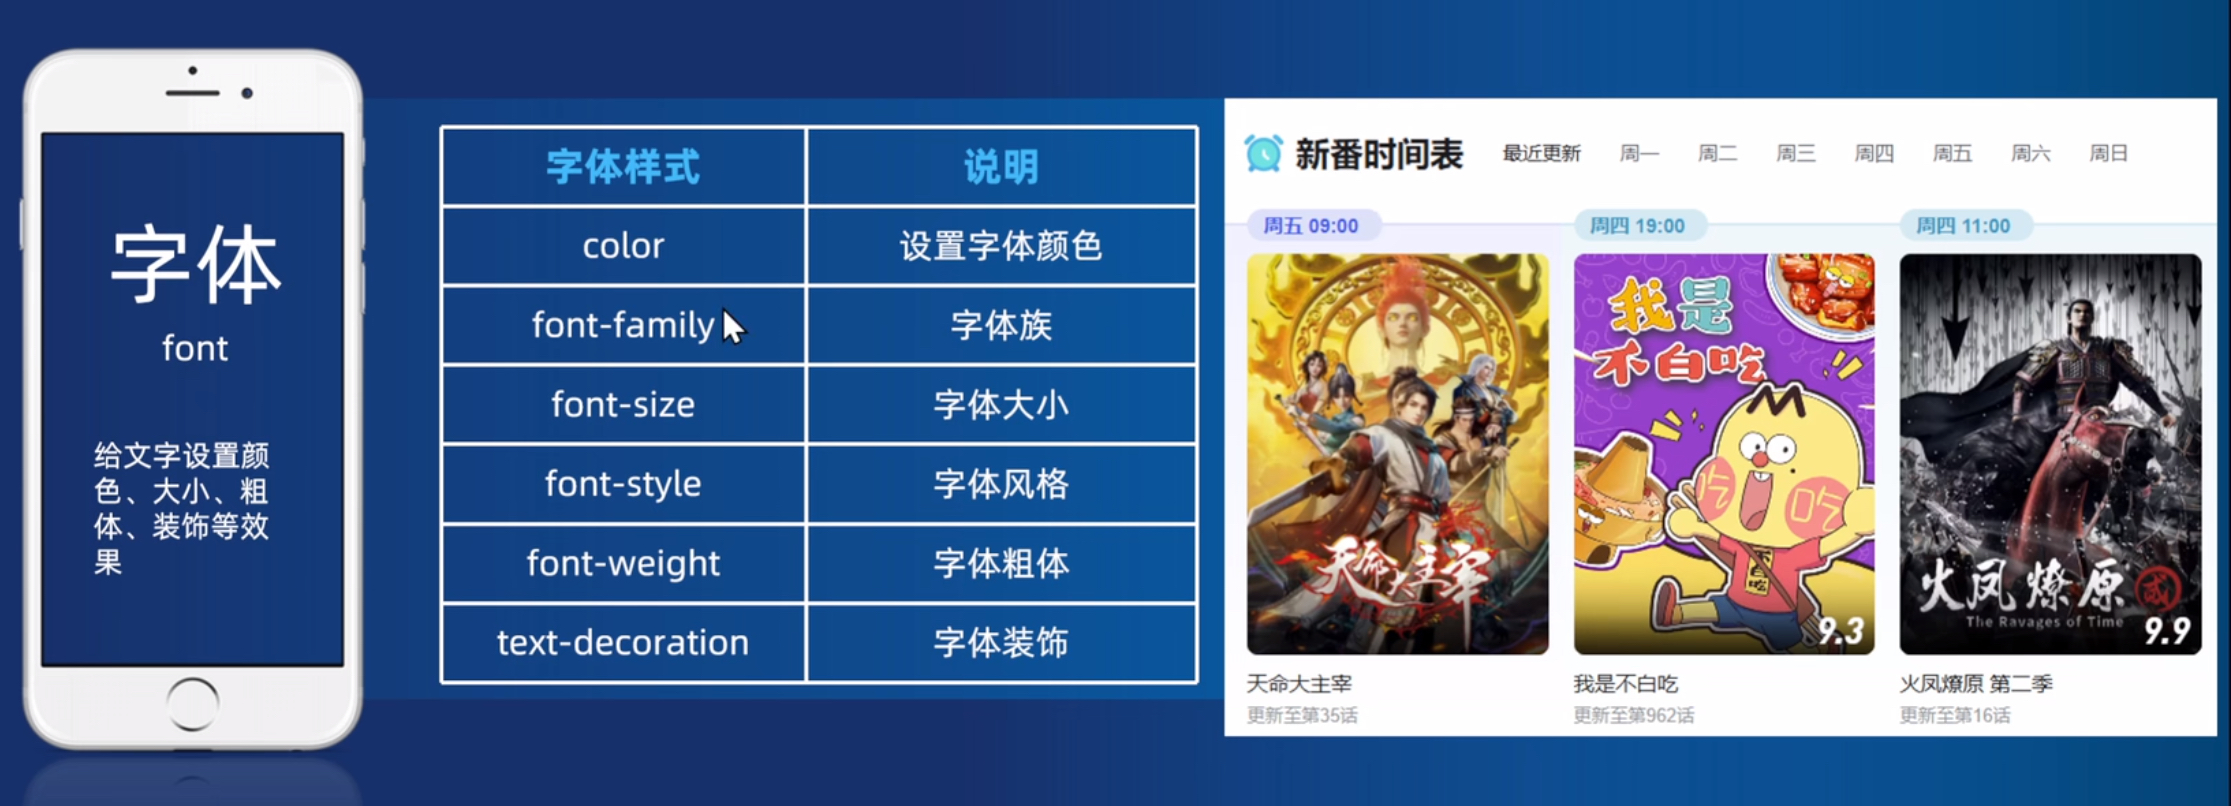 字体
font
给文字设置颜
色、大小、粗
体、装饰等效
果
字体样式 说明
color 设置字体颜色
font-family 字体族
font-size 字体大小
font-style 字体风格
font-weight 字体粗体
text-decoration 字体装饰
新番时间表 最近更新 周一 周二 周三 周四 周五 周六 周日
周五 09:00 周四 19:00 周四 11:00
天命大主宰
我是
不白吃
吃 吃
不白吃
9.3
火凤燎原 贰
The Ravages of Time
9.9
天命大主宰 我是不白吃 火凤燎原 第二季
更新至第35话 更新至第962话 更新至第16话